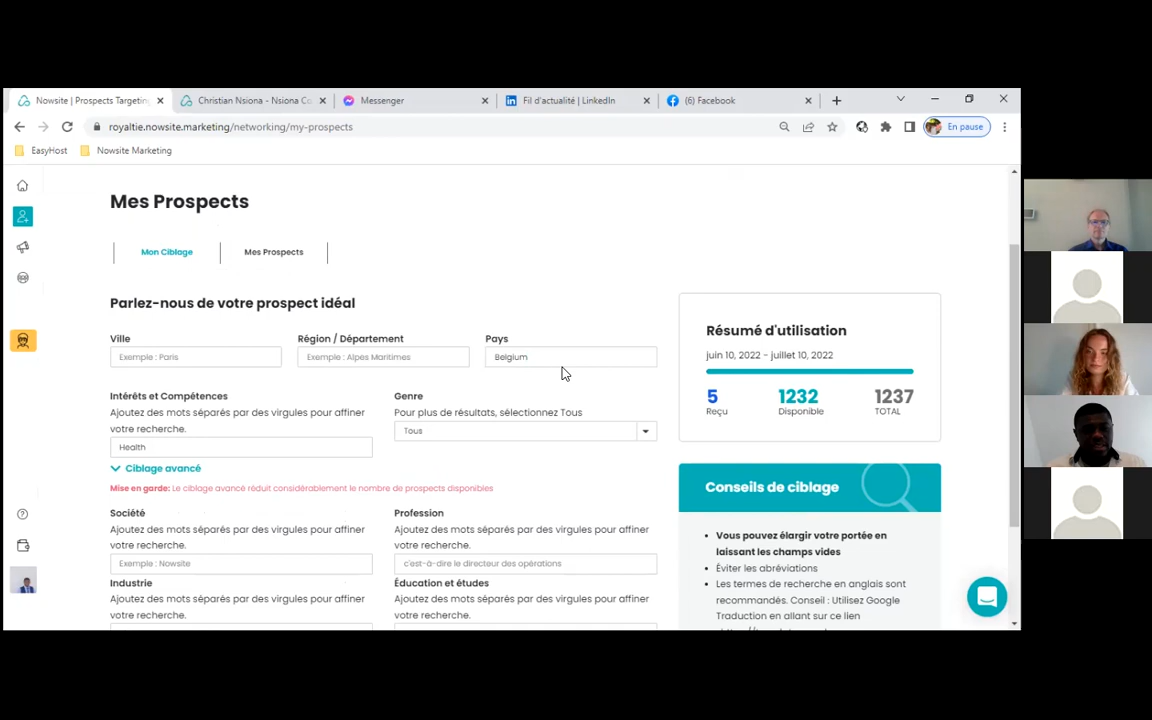 Nowsite | Prospects Targeting
Christian Nsiona - Nsiona Co
Messenger
Fil d'actualité | LinkedIn
(6) Facebook
royaltie.nowsite.marketing/networking/my-prospects
En pause
EasyHost
Nowsite Marketing
Mes Prospects
Mon Ciblage
Mes Prospects
Parlez-nous de votre prospect idéal
Ville
Région / Département
Pays
Exemple : Paris
Exemple : Alpes Maritimes
Belgium
Intérêts et Compétences
Ajoutez des mots séparés par des virgules pour affiner
votre recherche.
Health
Genre
Pour plus de résultats, sélectionnez Tous
Tous
Ciblage avancé
Mise en garde: Le ciblage avancé réduit considérablement le nombre de prospects disponibles
Société
Ajoutez des mots séparés par des virgules pour affiner
votre recherche.
Exemple : Nowsite
Profession
Ajoutez des mots séparés par des virgules pour affiner
votre recherche.
c'est-à-dire le directeur des opérations
Industrie
Ajoutez des mots séparés par des virgules pour affiner
votre recherche.
Éducation et études
Ajoutez des mots séparés par des virgules pour affiner
votre recherche.
Résumé d'utilisation
juin 10, 2022 - juillet 10, 2022
5
1232
1237
Reçu
Disponible
TOTAL
Conseils de ciblage
Vous pouvez élargir votre portée en
laissant les champs vides
Éviter les abréviations
Les termes de recherche en anglais sont
recommandés. Conseil : Utilisez Google
Traduction en allant sur ce lien